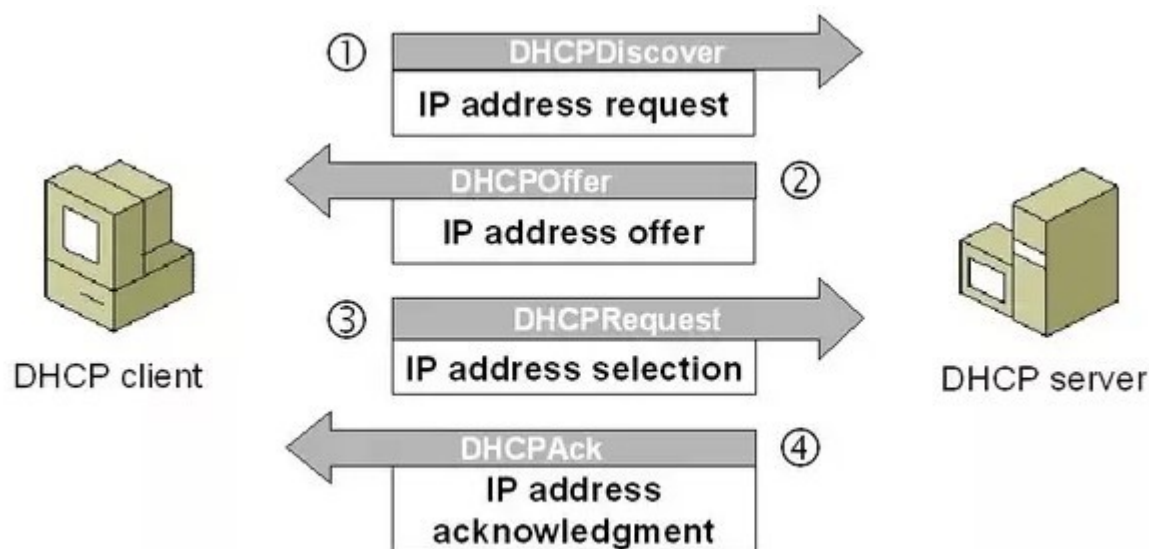 ①
DHCPDiscover
IP address request
DHCPOffer
②
IP address offer
③
DHCPRequest
IP address selection
DHCP client
DHCP server
DHCPAck
④
IP address
acknowledgment